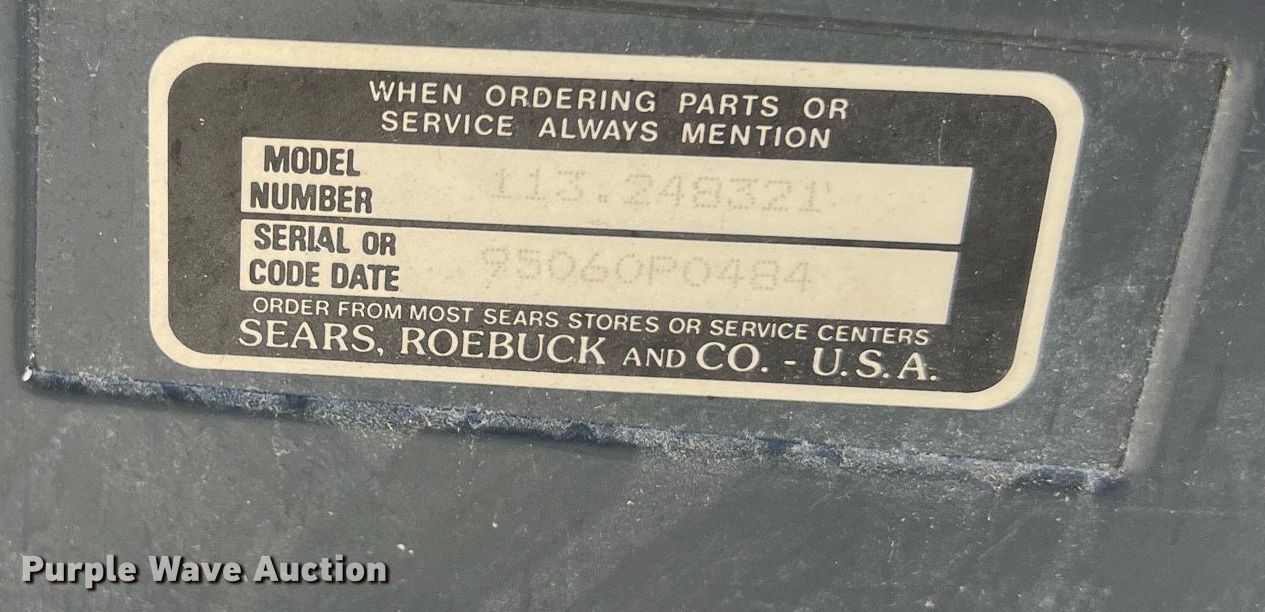 WHEN ORDERING PARTS OR
SERVICE ALWAYS MENTION
MODEL
NUMBER 113.248321
SERIAL OR
CODE DATE 95060P0484
ORDER FROM MOST SEARS STORES OR SERVICE CENTERS
SEARS, ROEBUCK AND CO. - U.S.A.
Purple Wave Auction